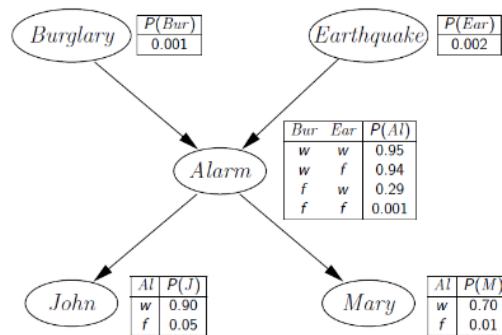 Burglary
P(Bur)
0.001
Earthquake
P(Ear)
0.002
Alarm
Bur Ear P(Al)
w w 0.95
w f 0.94
f w 0.29
f f 0.001
John
Al P(J)
w 0.90
f 0.05
Mary
Al P(M)
w 0.70
f 0.01